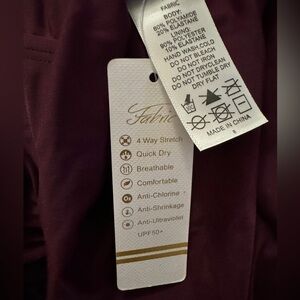 FABRIC
BODY:
80% POLYAMIDE
20% ELASTANE
LINING:
90% POLYESTER
10% ELASTANE
HAND WASH,COLD
DO NOT BLEACH
DO NOT IRON
DO NOT DRYCLEAN
DO NOT TUMBLE DRY
DRY FLAT
MADE IN CHINA
Fabric
4 Way Stretch
Quick Dry
Breathable
Comfortable
Anti-Chlorine
Anti-Shrinkage
Anti-Ultraviolet
UPF50+